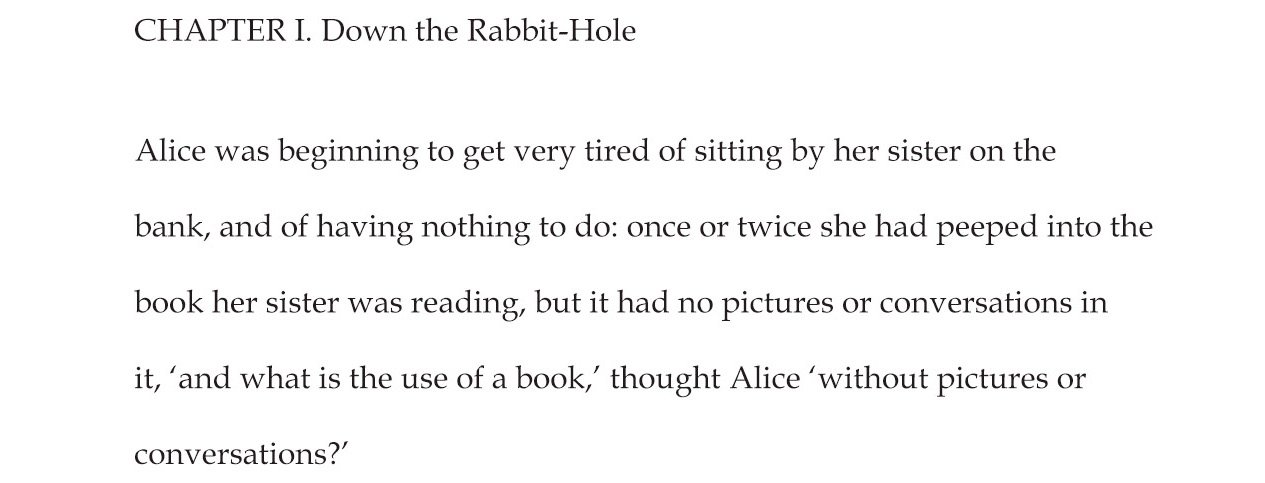 CHAPTER I. Down the Rabbit-Hole
Alice was beginning to get very tired of sitting by her sister on the
bank, and of having nothing to do: once or twice she had peeped into the
book her sister was reading, but it had no pictures or conversations in
it, ‘and what is the use of a book,’ thought Alice ‘without pictures or
conversations?’